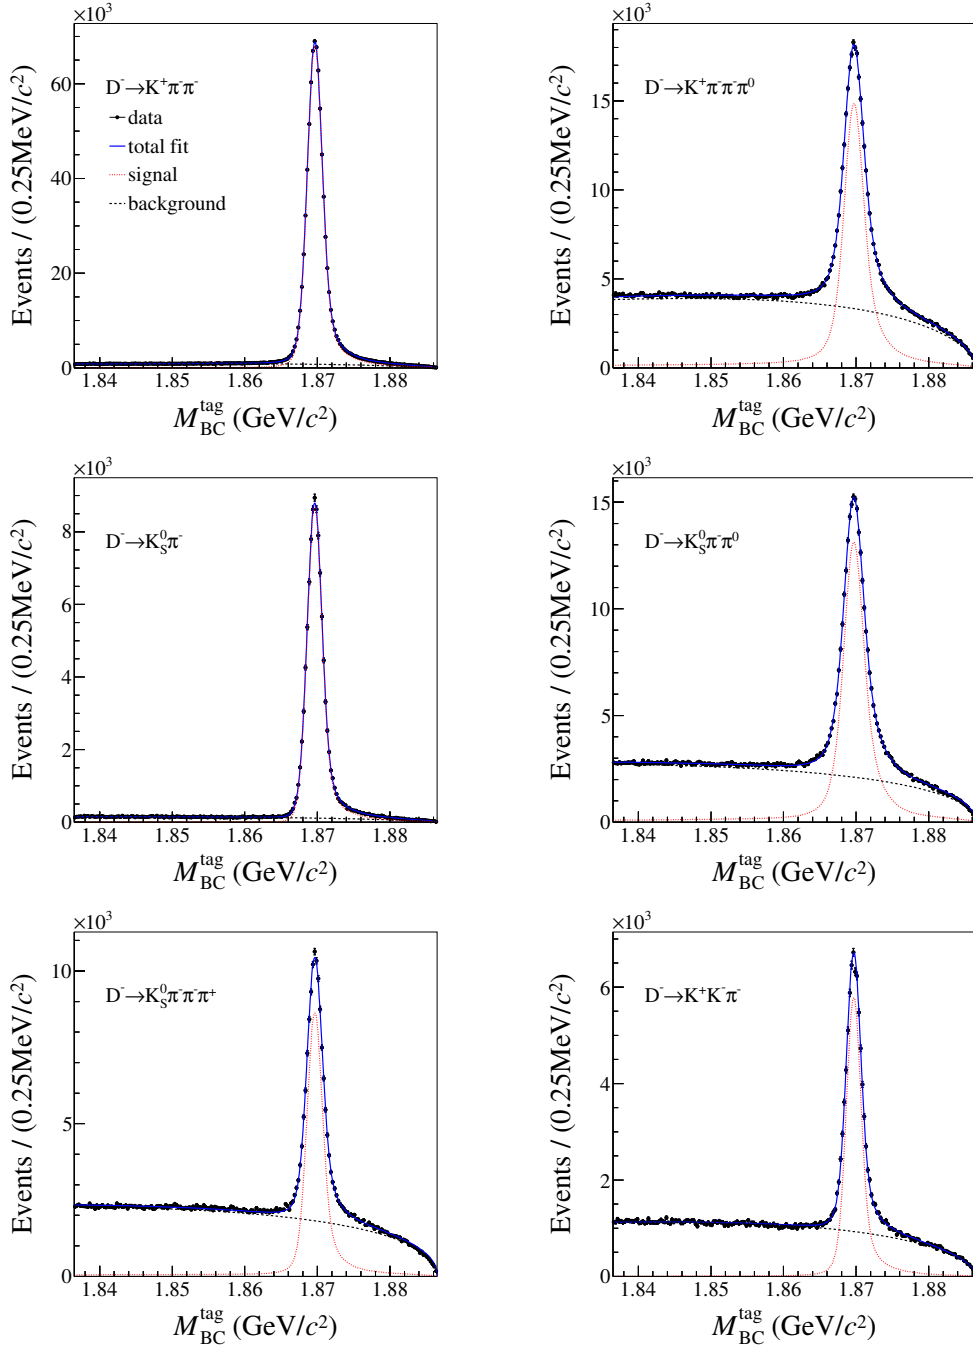 ×10³
Events / (0.25MeV/c²)
60
40
20
0
D⁻→K⁺π⁻π⁻
data
total fit
signal
background
1.84 1.85 1.86 1.87 1.88
M_BC^tag (GeV/c²)
×10³
Events / (0.25MeV/c²)
15
10
5
0
D⁻→K⁺π⁻π⁻π⁰
1.84 1.85 1.86 1.87 1.88
M_BC^tag (GeV/c²)
×10³
Events / (0.25MeV/c²)
8
6
4
2
0
D⁻→K_S⁰π⁻
1.84 1.85 1.86 1.87 1.88
M_BC^tag (GeV/c²)
×10³
Events / (0.25MeV/c²)
15
10
5
0
D⁻→K_S⁰π⁻π⁰
1.84 1.85 1.86 1.87 1.88
M_BC^tag (GeV/c²)
×10³
Events / (0.25MeV/c²)
10
5
0
D⁻→K_S⁰π⁻π⁻π⁺
1.84 1.85 1.86 1.87 1.88
M_BC^tag (GeV/c²)
×10³
Events / (0.25MeV/c²)
6
4
2
0
D⁻→K⁺K⁻π⁻
1.84 1.85 1.86 1.87 1.88
M_BC^tag (GeV/c²)